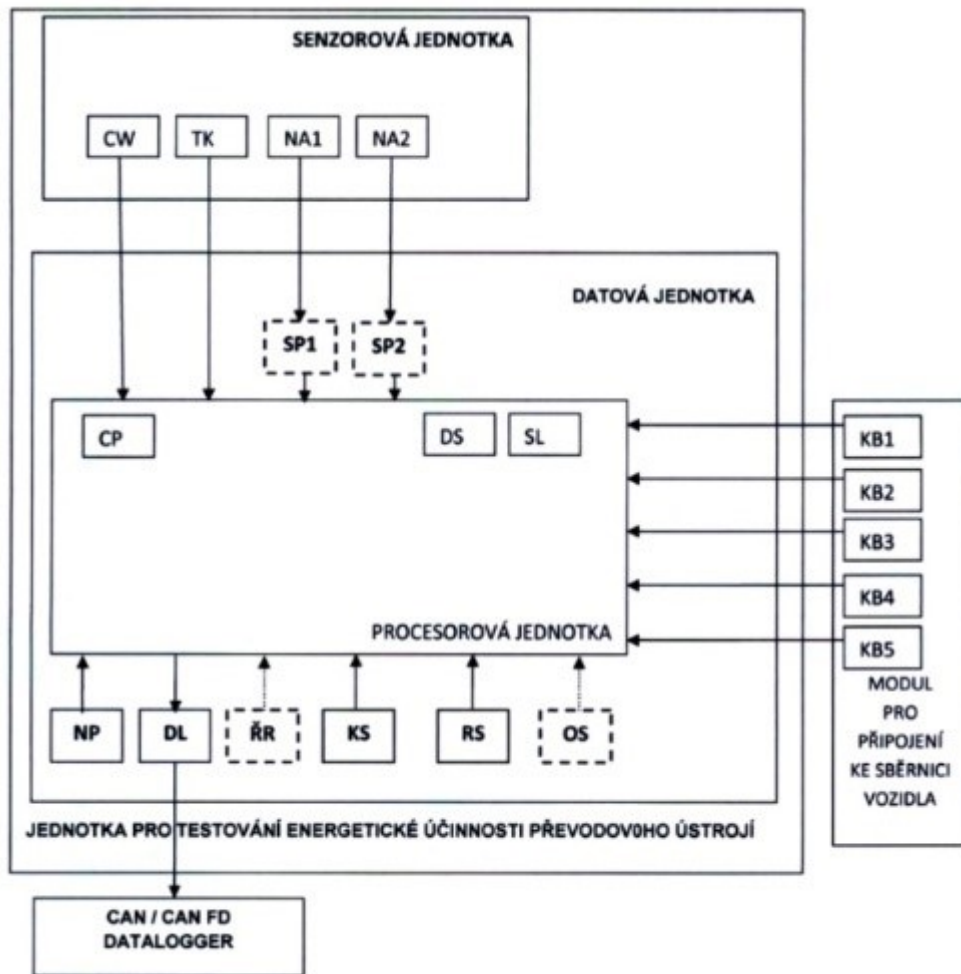 SENZOROVÁ JEDNOTKA
CW
TK
NA1
NA2
DATOVÁ JEDNOTKA
SP1
SP2
CP
DS
SL
KB1
KB2
KB3
KB4
KB5
PROCESOROVÁ JEDNOTKA
MODUL
PRO
PŘIPOJENÍ
KE SBĚRNICI
VOZIDLA
NP
DL
ŘR
KS
RS
OS
JEDNOTKA PRO TESTOVÁNÍ ENERGETICKÉ ÚČINNOSTI PŘEVODOV0HO ÚSTROJÍ
CAN / CAN FD
DATALOGGER